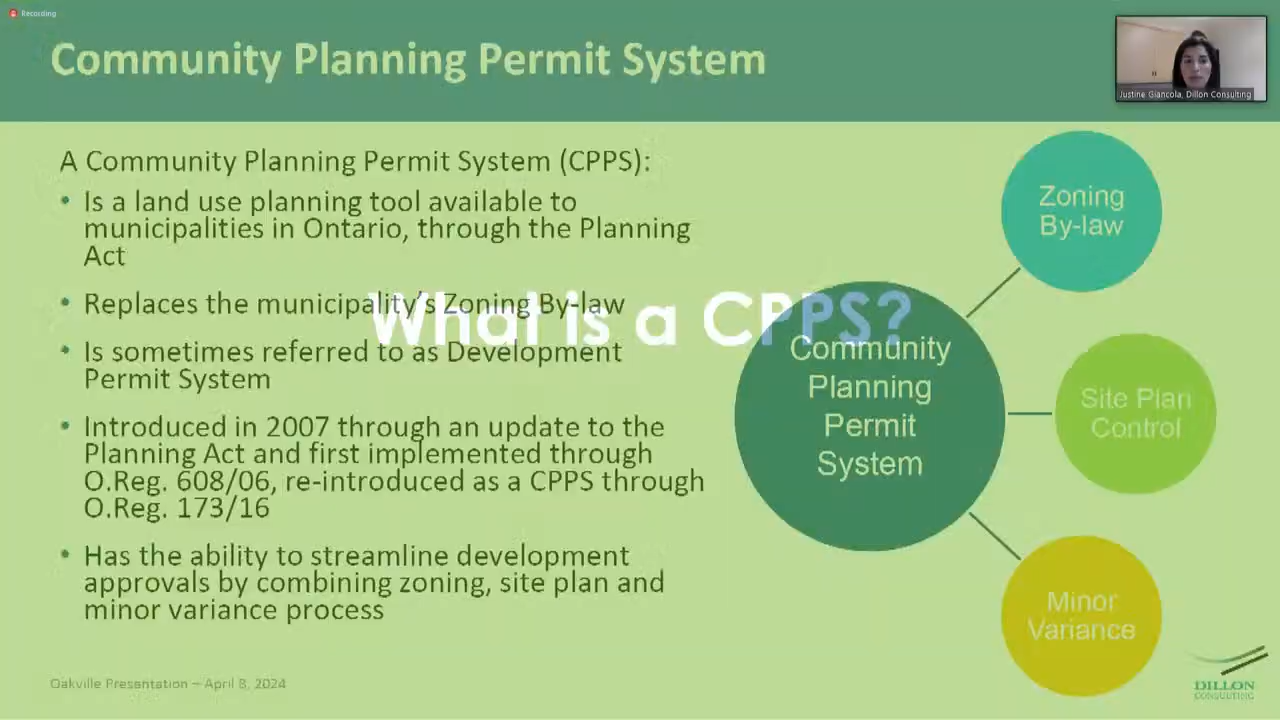 Recording
Community Planning Permit System
Justine Giancola, Dillon Consulting
A Community Planning Permit System (CPPS):
• Is a land use planning tool available to
municipalities in Ontario, through the Planning
Act
• Replaces the municipality's Zoning By-law
• Is sometimes referred to as Development
Permit System
• Introduced in 2007 through an update to the
Planning Act and first implemented through
O.Reg. 608/06, re-introduced as a CPPS through
O.Reg. 173/16
• Has the ability to streamline development
approvals by combining zoning, site plan and
minor variance process
What is a CPPS?
Community
Planning
Permit
System
Zoning
By-law
Site Plan
Control
Minor
Variance
Oakville Presentation – April 8, 2024
DILLON
CONSULTING